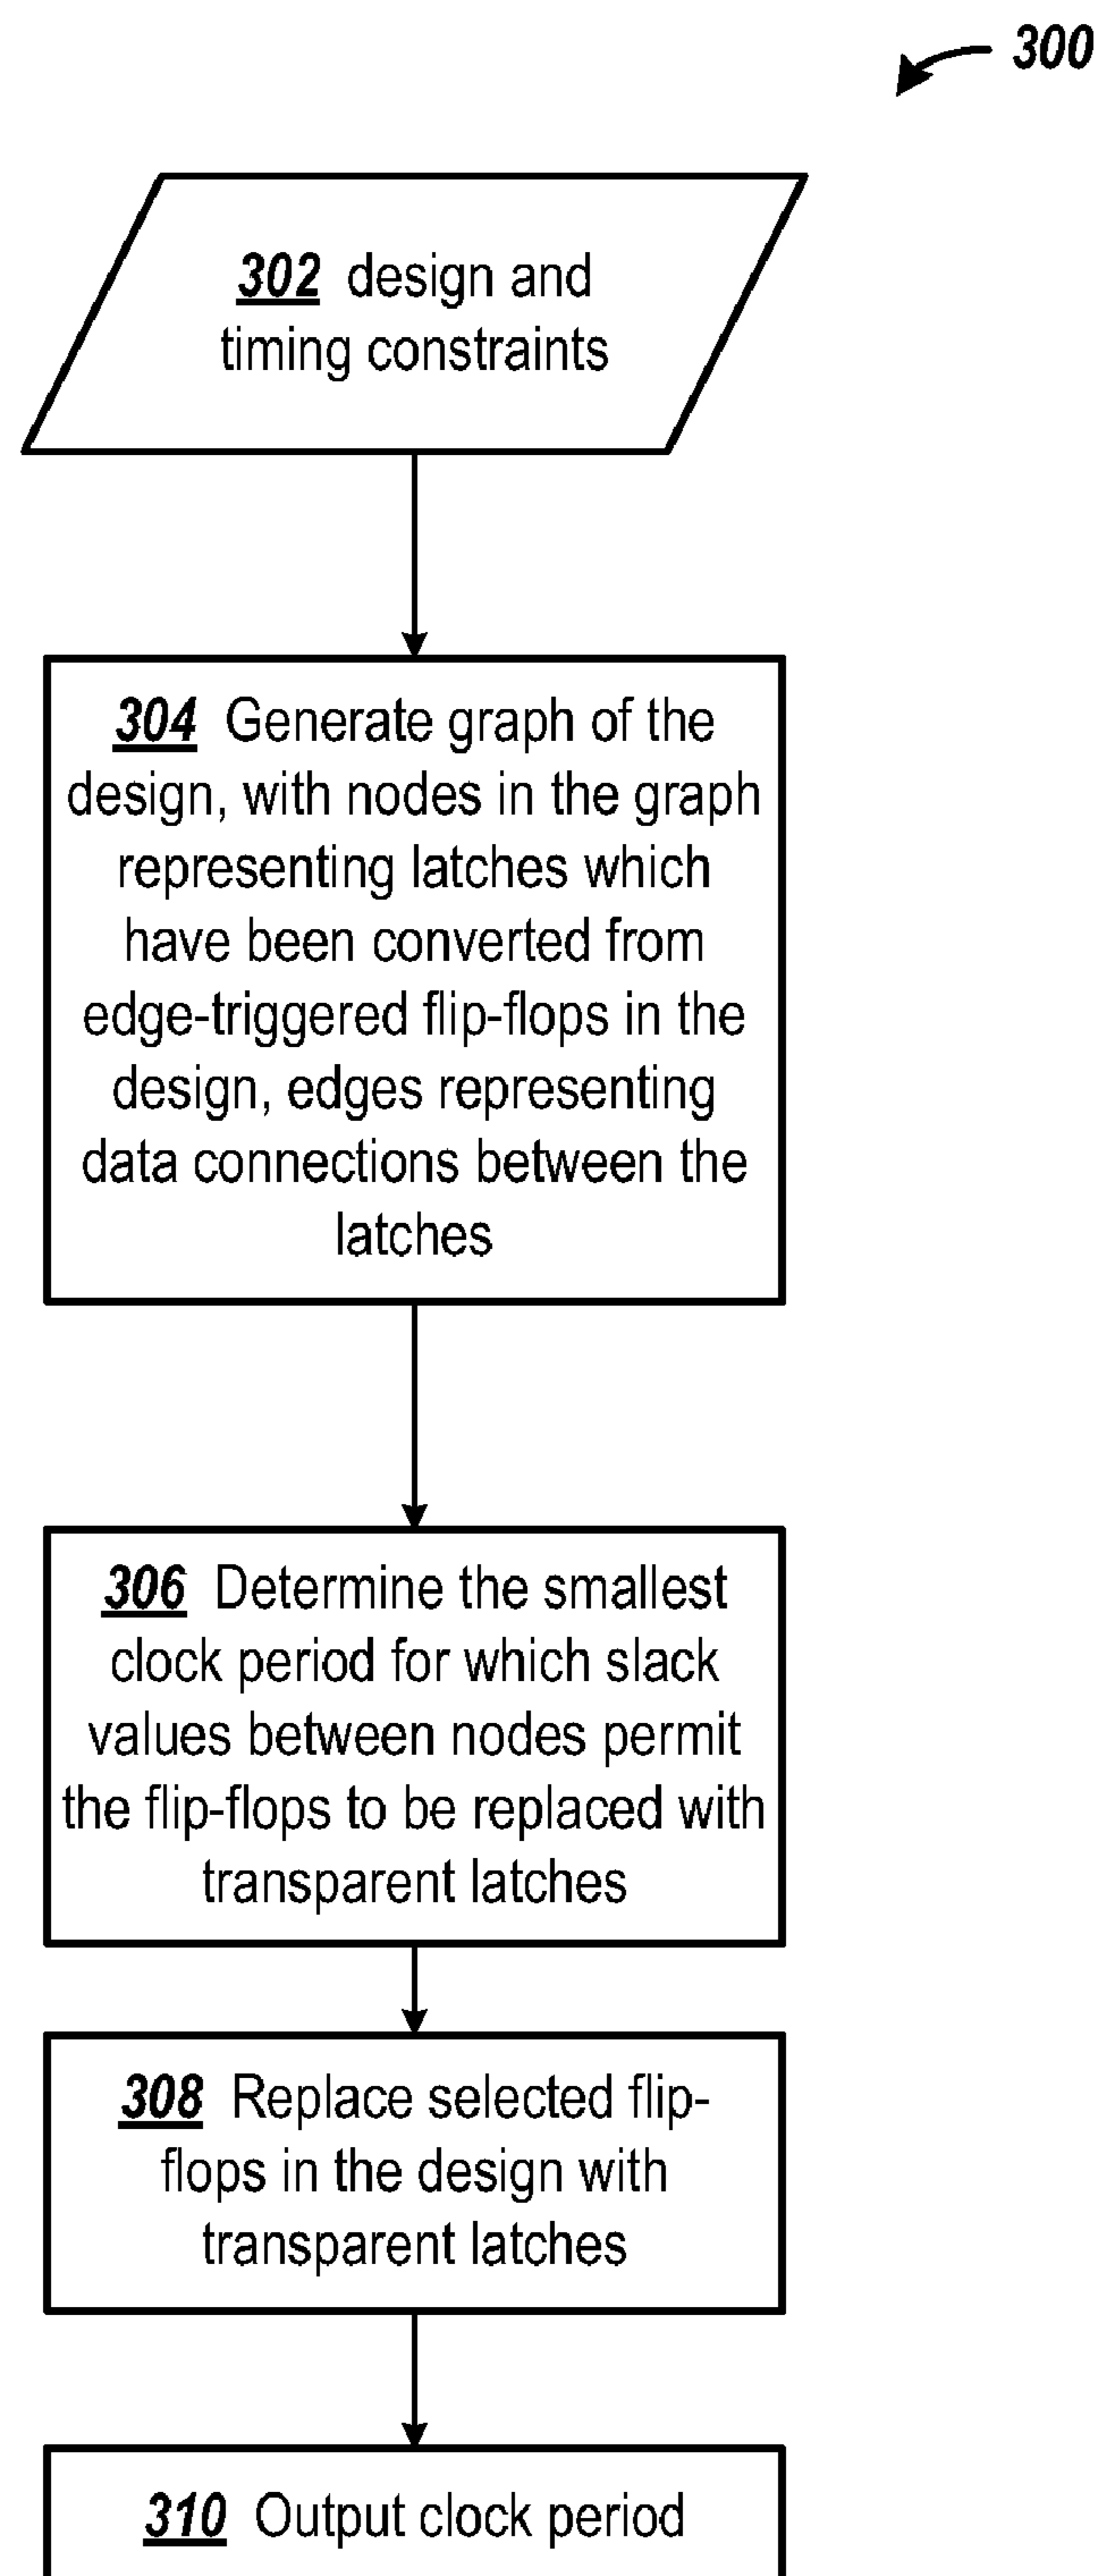 300
302 design and
timing constraints
304 Generate graph of the
design, with nodes in the graph
representing latches which
have been converted from
edge-triggered flip-flops in the
design, edges representing
data connections between the
latches
306 Determine the smallest
clock period for which slack
values between nodes permit
the flip-flops to be replaced with
transparent latches
308 Replace selected flip-
flops in the design with
transparent latches
310 Output clock period